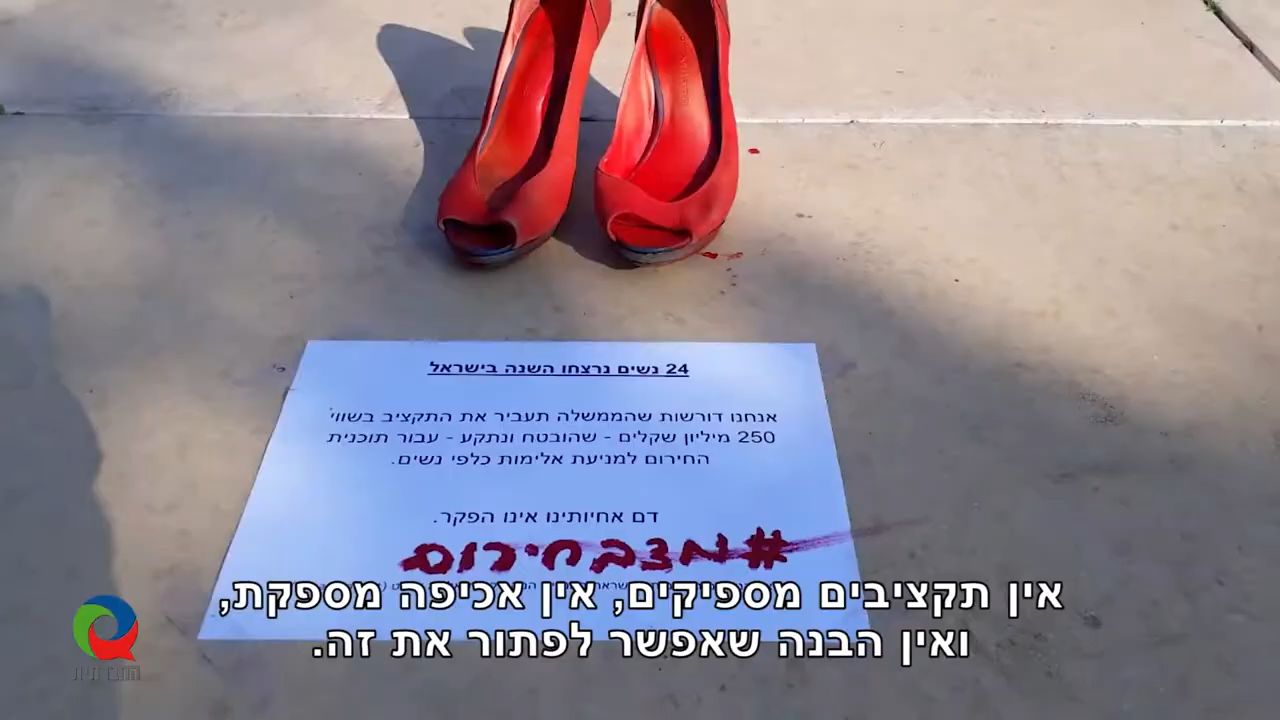 24 נשים נרצחו השנה בישראל
אנחנו דורשות שהממשלה תעביר את התקציב בשווי
250 מיליון שקלים - שהובטח ונתקע - עבור תוכנית
החירום למניעת אלימות כלפי נשים.
דם אחיותינו אינו הפקר.
#מצבחירום
אין תקציבים מספיקים, אין אכיפה מספקת,
ואין הבנה שאפשר לפתור את זה.